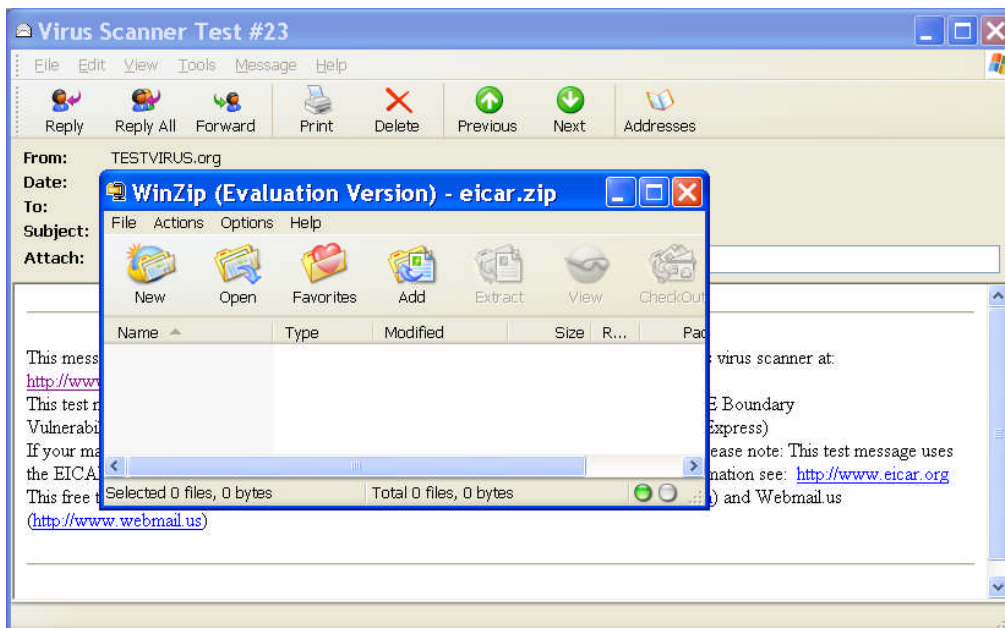 Virus Scanner Test #23
File Edit View Tools Message Help
Reply Reply All Forward Print Delete Previous Next Addresses
From: TESTVIRUS.org
Date:
To:
Subject:
Attach:
WinZip (Evaluation Version) - eicar.zip
File Actions Options Help
New Open Favorites Add Extract View CheckOut
Name Type Modified Size R... Pac
Selected 0 files, 0 bytes Total 0 files, 0 bytes
This mess virus scanner at:
http://www
This test E Boundary
Vulnerabi Express)
If your ma ease note: This test message uses
the EICA mation see: http://www.eicar.org
This free t ) and Webmail.us
(http://www.webmail.us)